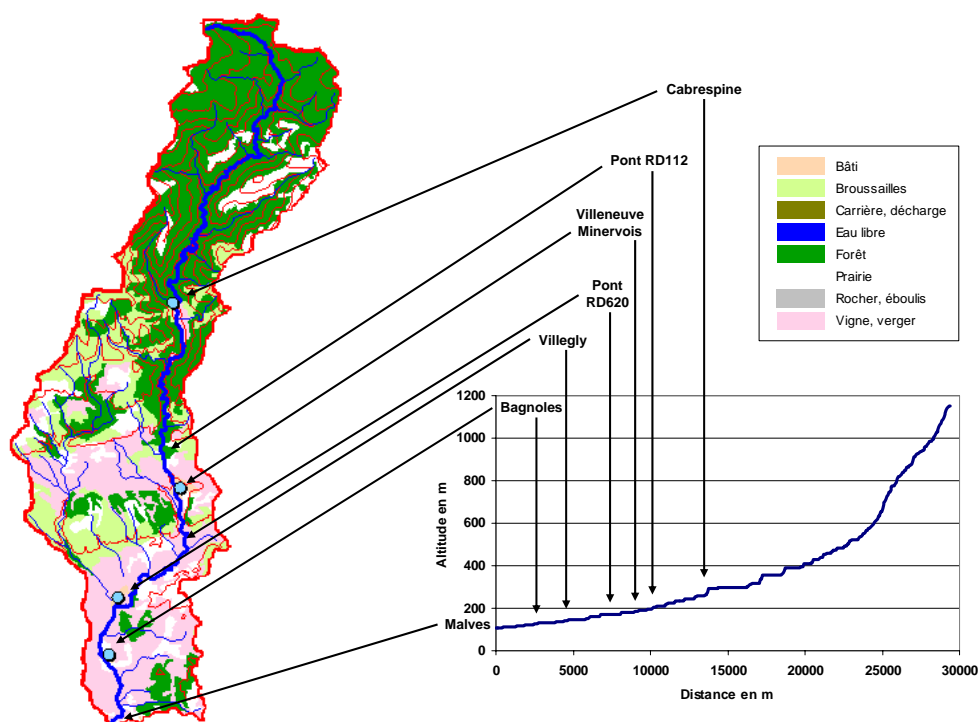 Cabrespine
Pont RD112
Villeneuve
Minervois
Pont
RD620
Villegly
Bagnoles
Malves
Bâti
Broussailles
Carrière, décharge
Eau libre
Forêt
Prairie
Rocher, éboulis
Vigne, verger
1200
1000
800
600
400
200
0
Altitude en m
0 5000 10000 15000 20000 25000 30000
Distance en m